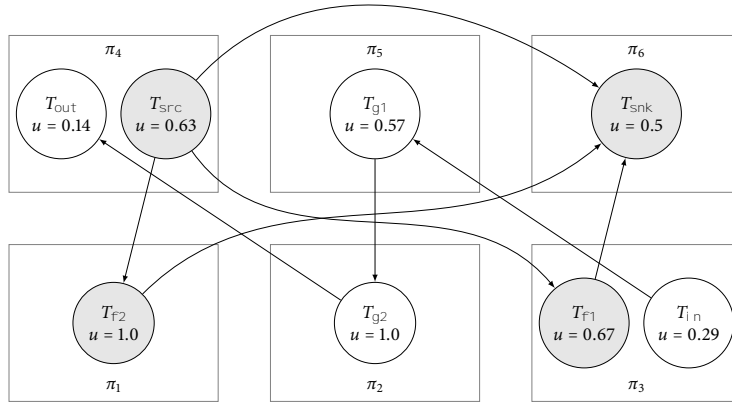 π4
π5
π6
Tout
u = 0.14
Tsrc
u = 0.63
Tg1
u = 0.57
Tsnk
u = 0.5
Tf2
u = 1.0
Tg2
u = 1.0
Tf1
u = 0.67
Tin
u = 0.29
π1
π2
π3